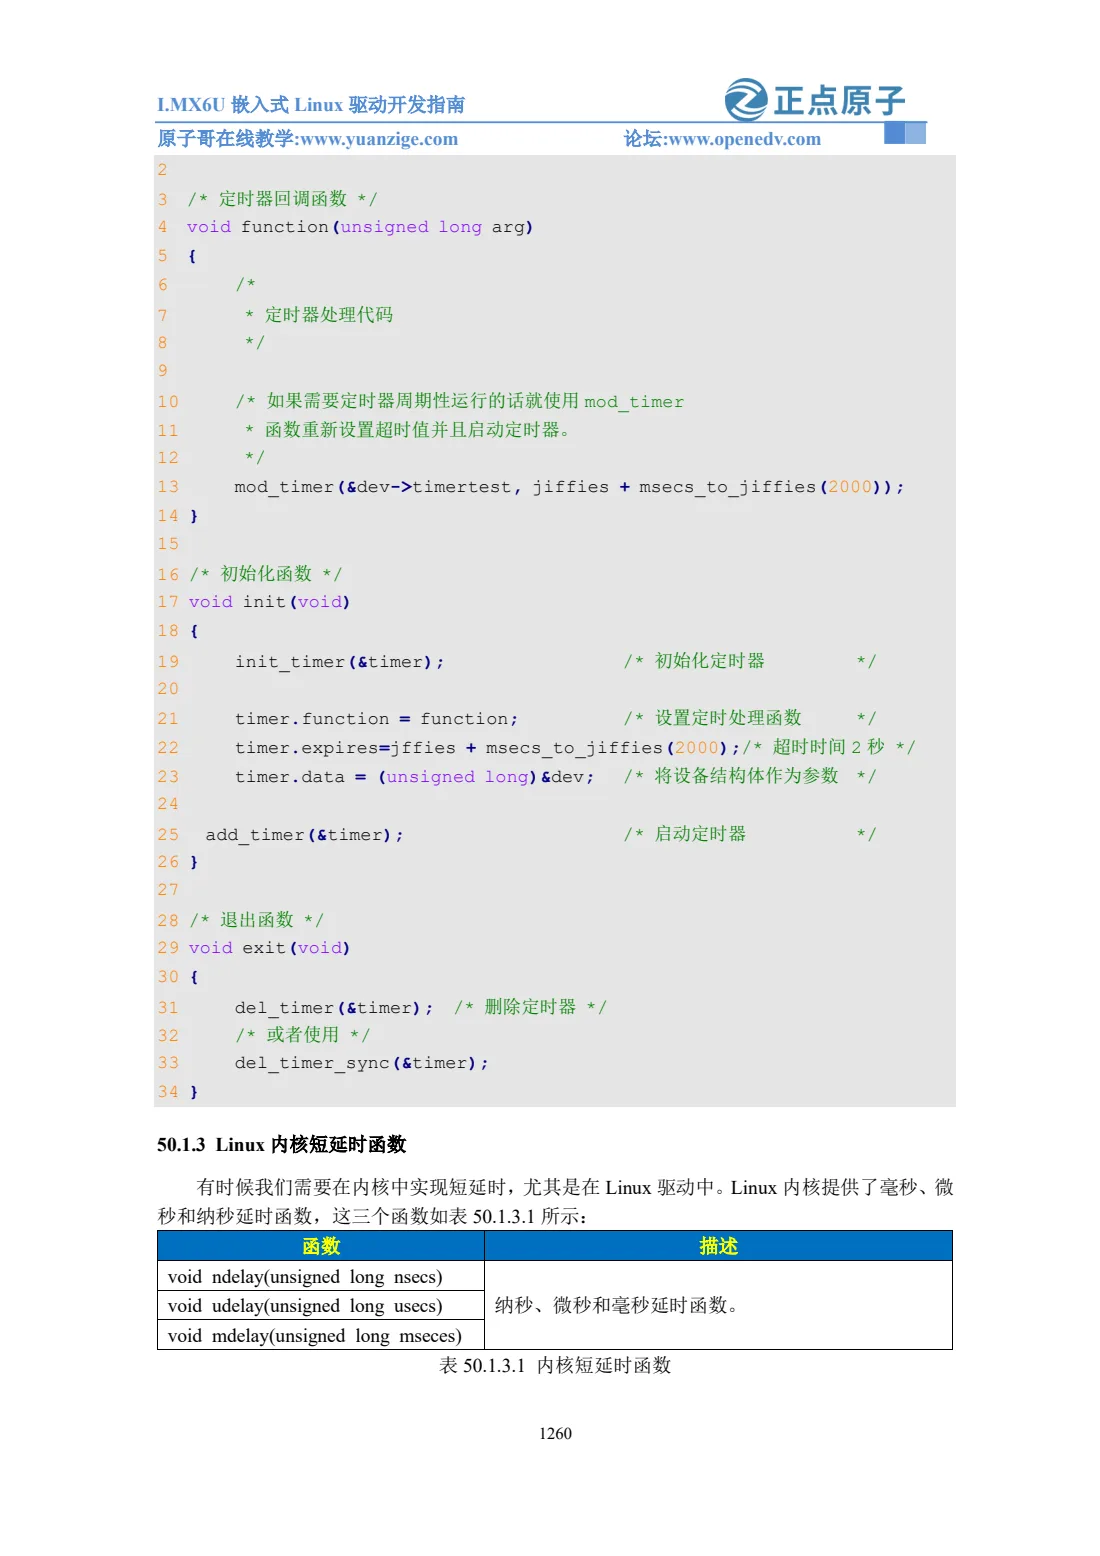 I.MX6U 嵌入式 Linux 驱动开发指南
正点原子
原子哥在线教学:www.yuanzige.com 论坛:www.openedv.com
2
3 /* 定时器回调函数 */
4 void function(unsigned long arg)
5 {
6 /*
7 * 定时器处理代码
8 */
9
10 /* 如果需要定时器周期性运行的话就使用 mod_timer
11 * 函数重新设置超时值并且启动定时器。
12 */
13 mod_timer(&dev->timertest, jiffies + msecs_to_jiffies(2000));
14 }
15
16 /* 初始化函数 */
17 void init(void)
18 {
19 init_timer(&timer); /* 初始化定时器 */
20
21 timer.function = function; /* 设置定时处理函数 */
22 timer.expires=jffies + msecs_to_jiffies(2000);/* 超时时间 2 秒 */
23 timer.data = (unsigned long)&dev; /* 将设备结构体作为参数 */
24
25 add_timer(&timer); /* 启动定时器 */
26 }
27
28 /* 退出函数 */
29 void exit(void)
30 {
31 del_timer(&timer); /* 删除定时器 */
32 /* 或者使用 */
33 del_timer_sync(&timer);
34 }
50.1.3 Linux 内核短延时函数
有时候我们需要在内核中实现短延时，尤其是在 Linux 驱动中。Linux 内核提供了毫秒、微
秒和纳秒延时函数，这三个函数如表 50.1.3.1 所示：
函数 描述
void ndelay(unsigned long nsecs)
void udelay(unsigned long usecs) 纳秒、微秒和毫秒延时函数。
void mdelay(unsigned long mseces)
表 50.1.3.1 内核短延时函数
1260